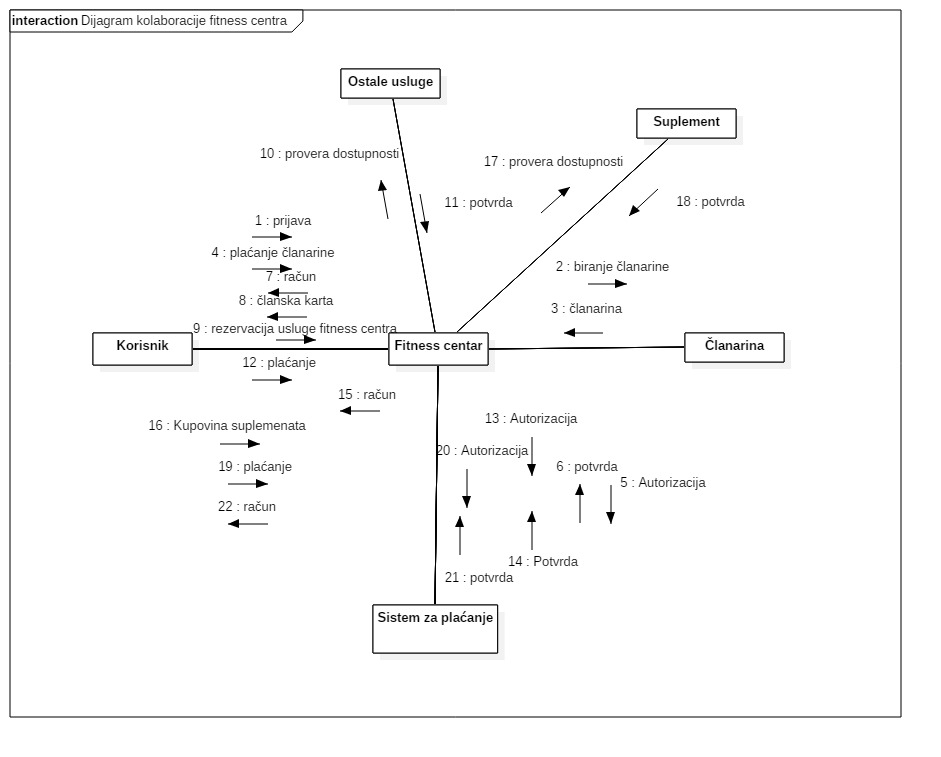 interaction Dijagram kolaboracije fitness centra
Ostale usluge
Suplement
10 : provera dostupnosti
17 : provera dostupnosti
11 : potvrda
18 : potvrda
1 : prijava
4 : plaćanje članarine
2 : biranje članarine
7 : račun
8 : članska karta
3 : članarina
9 : rezervacija usluge fitness centra
Korisnik
Fitness centar
Članarina
12 : plaćanje
15 : račun
13 : Autorizacija
16 : Kupovina suplemenata
20 : Autorizacija
19 : plaćanje
6 : potvrda
5 : Autorizacija
22 : račun
14 : Potvrda
21 : potvrda
Sistem za plaćanje